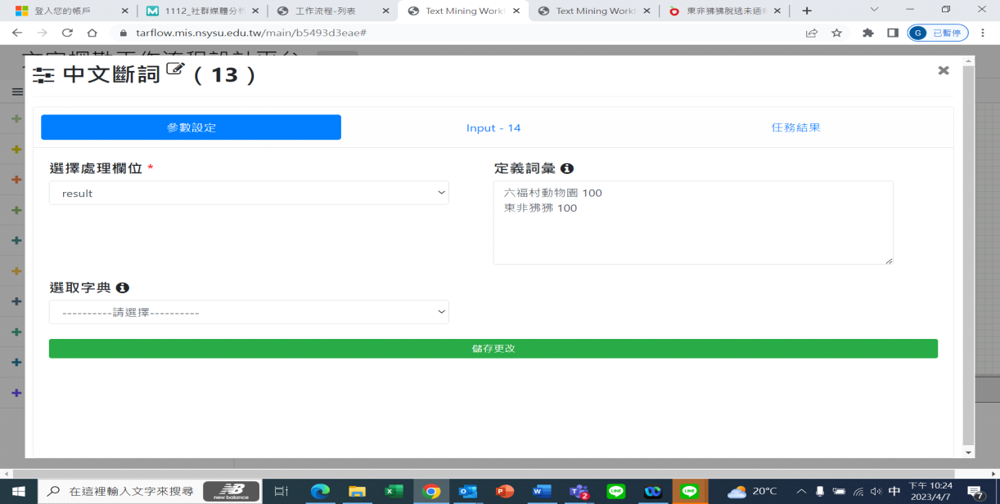 登入您的帳戶
1112_社群媒體分析
工作流程-列表
Text Mining Workf
Text Mining Workf
東非狒狒脫逃未通報
tarflow.mis.nsysu.edu.tw/main/b5493d3eae#
G 已暫停
中文斷詞 ( 13 )
參數設定
Input - 14
任務結果
選擇處理欄位 *
result
定義詞彙
六福村動物園 100
東非狒狒 100
選取字典
----------請選擇----------
儲存更改
在這裡輸入文字來搜尋
new balance
20°C
中
下午 10:24
2023/4/7
7